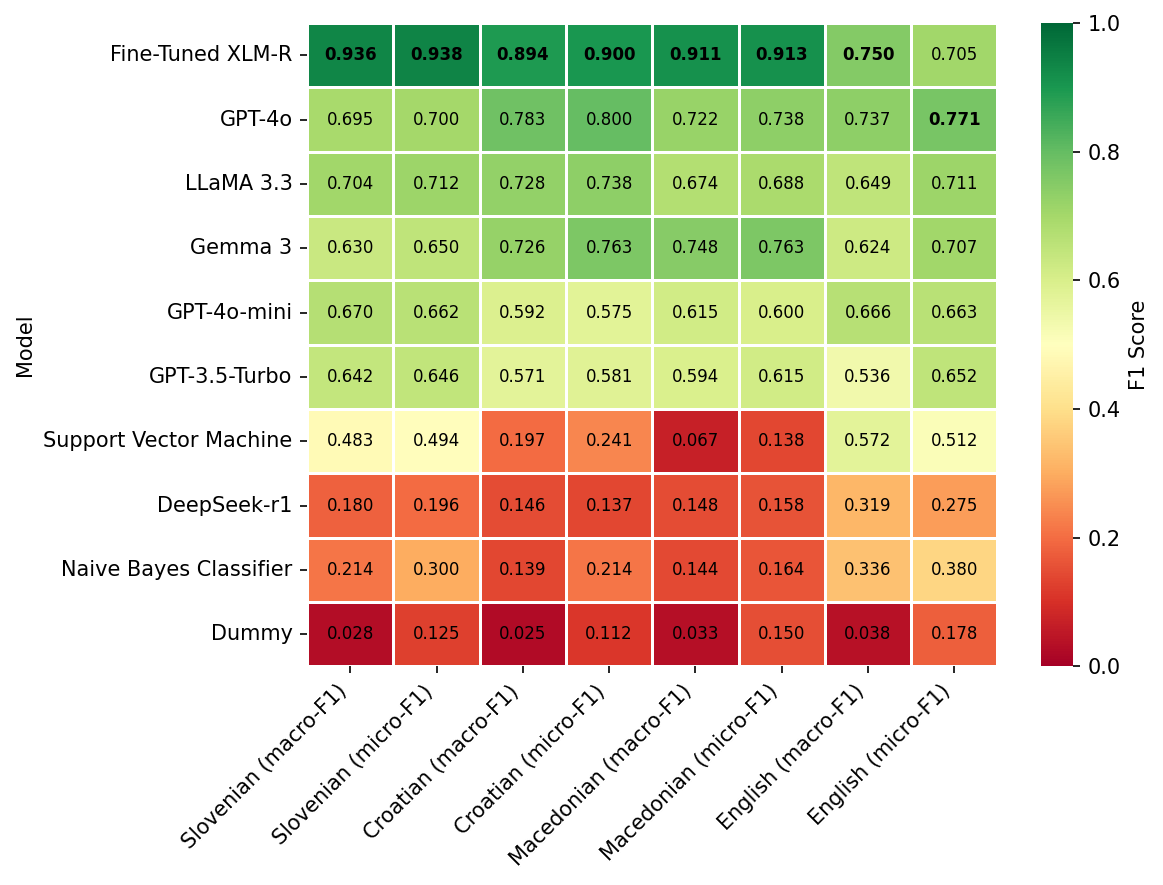 Model
Fine-Tuned XLM-R 0.936 0.938 0.894 0.900 0.911 0.913 0.750 0.705
GPT-4o 0.695 0.700 0.783 0.800 0.722 0.738 0.737 0.771
LLaMA 3.3 0.704 0.712 0.728 0.738 0.674 0.688 0.649 0.711
Gemma 3 0.630 0.650 0.726 0.763 0.748 0.763 0.624 0.707
GPT-4o-mini 0.670 0.662 0.592 0.575 0.615 0.600 0.666 0.663
GPT-3.5-Turbo 0.642 0.646 0.571 0.581 0.594 0.615 0.536 0.652
Support Vector Machine 0.483 0.494 0.197 0.241 0.067 0.138 0.572 0.512
DeepSeek-r1 0.180 0.196 0.146 0.137 0.148 0.158 0.319 0.275
Naive Bayes Classifier 0.214 0.300 0.139 0.214 0.144 0.164 0.336 0.380
Dummy 0.028 0.125 0.025 0.112 0.033 0.150 0.038 0.178
Slovenian (macro-F1)
Slovenian (micro-F1)
Croatian (macro-F1)
Croatian (micro-F1)
Macedonian (macro-F1)
Macedonian (micro-F1)
English (macro-F1)
English (micro-F1)
1.0
0.8
0.6
0.4
0.2
0.0
F1 Score